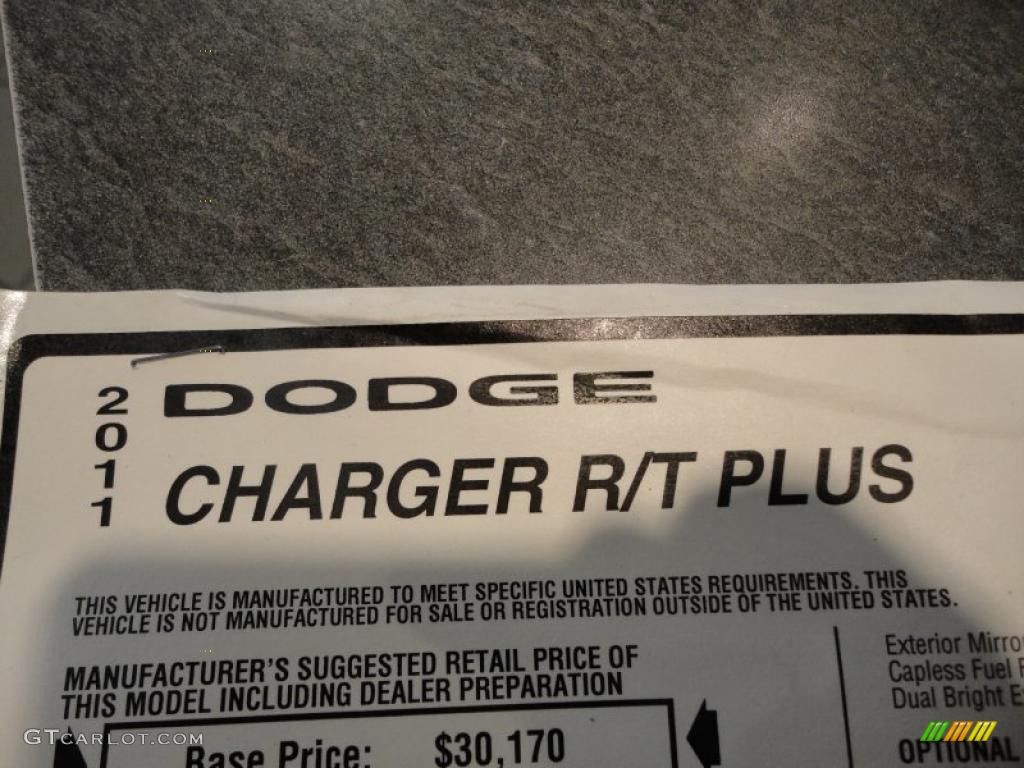 2011
DODGE
CHARGER R/T PLUS
THIS VEHICLE IS MANUFACTURED TO MEET SPECIFIC UNITED STATES REQUIREMENTS. THIS
VEHICLE IS NOT MANUFACTURED FOR SALE OR REGISTRATION OUTSIDE OF THE UNITED STATES.
MANUFACTURER'S SUGGESTED RETAIL PRICE OF
THIS MODEL INCLUDING DEALER PREPARATION
Base Price: $30,170
Exterior Mirro
Capless Fuel F
Dual Bright E
OPTIONAL
GTCARLOT.COM